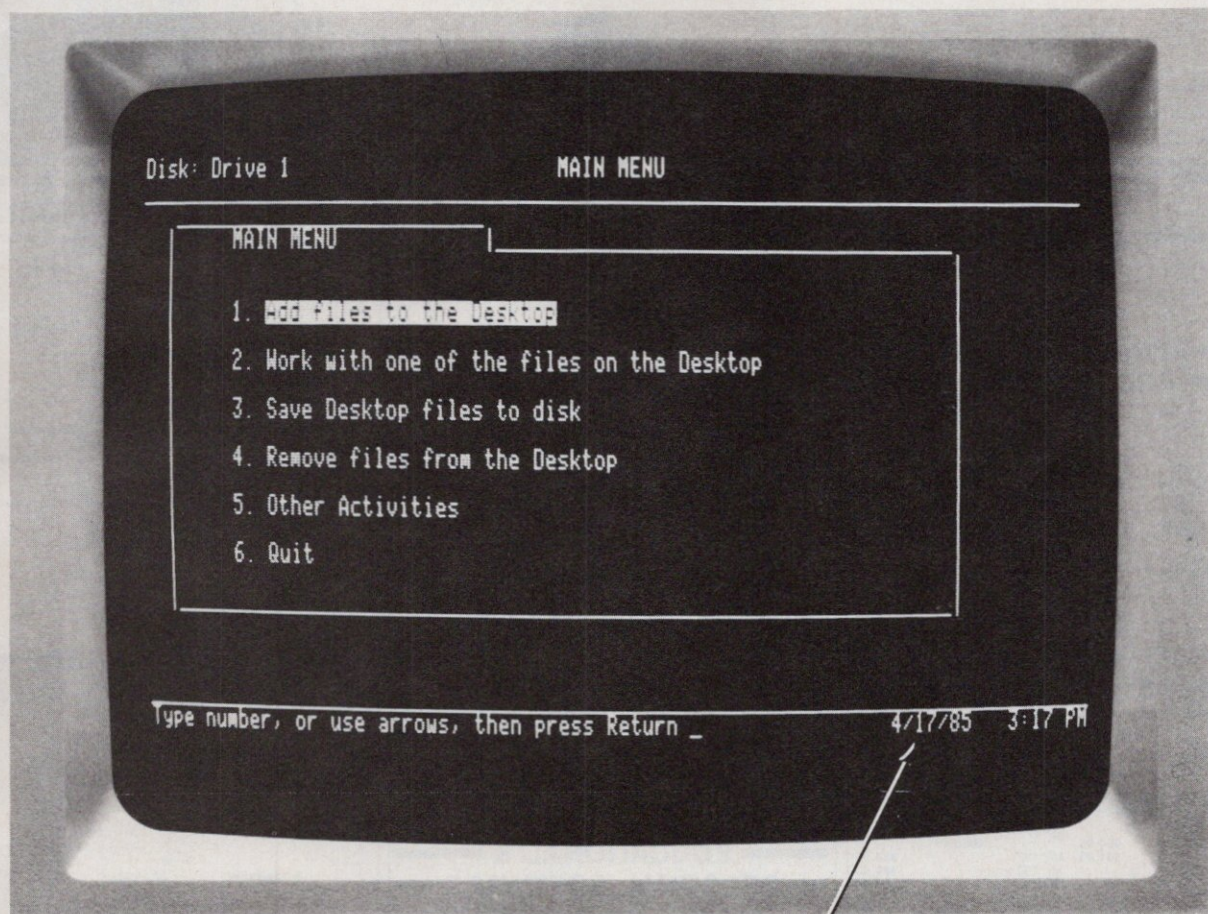 Disk: Drive 1 MAIN MENU
MAIN MENU
1. Add files to the Desktop
2. Work with one of the files on the Desktop
3. Save Desktop files to disk
4. Remove files from the Desktop
5. Other Activities
6. Quit
Type number, or use arrows, then press Return _ 4/17/85 3:17 PM